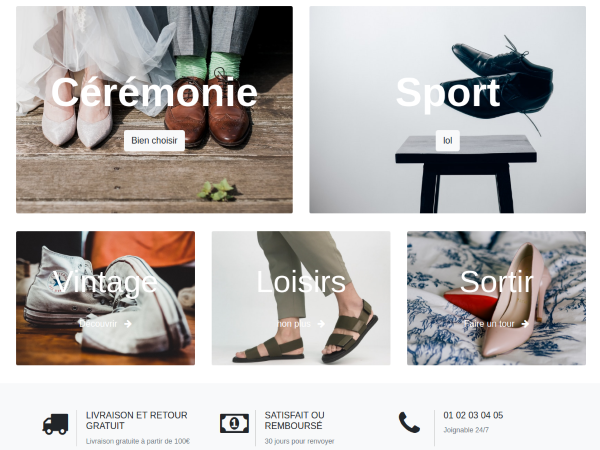 Cérémonie
Bien choisir
Sport
lol
Vintage
Découvrir
Loisirs
non plus
Sortir
Faire un tour
LIVRAISON ET RETOUR
GRATUIT
Livraison gratuite à partir de 100€
SATISFAIT OU
REMBOURSÉ
30 jours pour renvoyer
01 02 03 04 05
Joignable 24/7